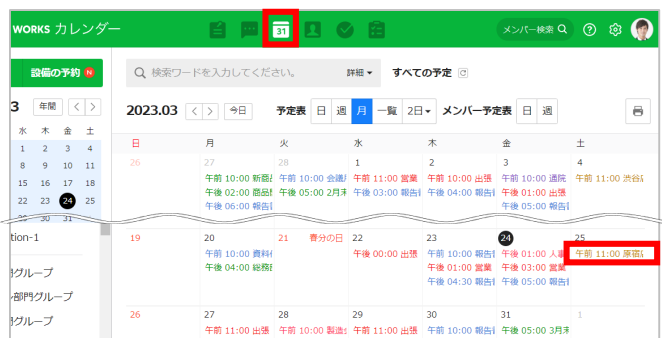 WORKS カレンダー
31
メンバー検索
設備の予約 N
検索ワードを入力してください。 詳細
すべての予定
3 年間 < >
2023.03 < > 今日 予定表 日 週 月 一覧 2日 メンバー予定表 日 週
水 木 金 土
1 2 3 4
8 9 10 11
15 16 17 18
22 23 24 25
29 30 31
日 月 火 水 木 金 土
26 27 28 1 2 3 4
午前 10:00 新商 午前 10:00 会議 午前 11:00 営業 午前 10:00 出張 午前 10:00 通院 午前 11:00 渋谷
午後 02:00 商品 午後 05:00 2月末 午後 03:00 報告 午後 04:00 報告 午後 01:00 出張
午後 06:00 報告 午後 05:00 報告
tion-1
19 20 21 春分の日 22 23 24 25
午前 10:00 資料 午後 00:00 出張 午前 10:00 報告 午後 01:00 人事 午前 11:00 原宿
午後 04:00 総務 午後 01:00 営業 午後 03:00 営業
午後 04:30 報告 午後 05:00 報告
グループ
部門グループ
グループ
26 27 28 29 30 31 1
午前 11:00 出張 午前 10:00 製造 午前 11:00 出張 午前 10:00 報告 午後 05:00 3月末